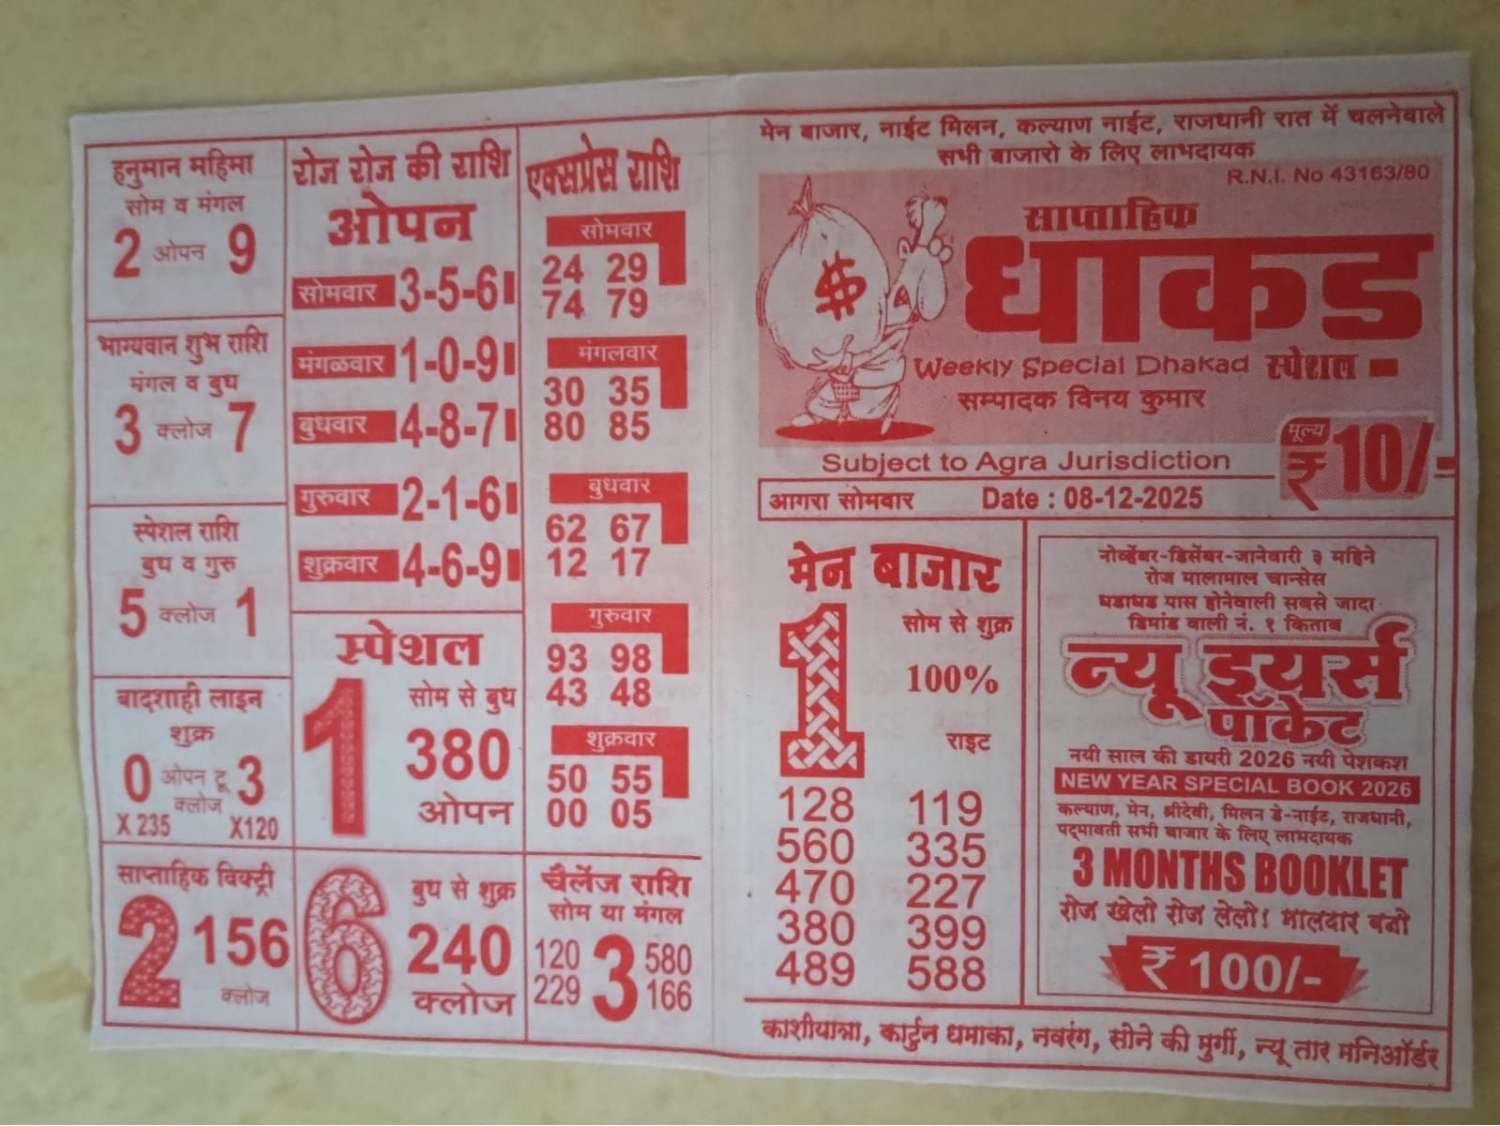 हनुमान महिमा
सोम व मंगल
2 ओपन 9
भाग्यवान शुभ राशि
मंगल व बुध
3 क्लोज 7
स्पेशल राशि
बुध व गुरु
5 क्लोज 1
बादशाही लाइन
शुक्र
0 ओपन टू क्लोज 3
X 235 X120
साप्ताहिक विक्ट्री
2 156
क्लोज
रोज रोज की राशि
ओपन
सोमवार 3-5-6
मंगळवार 1-0-9
बुधवार 4-8-7
गुरुवार 2-1-6
शुक्रवार 4-6-9
स्पेशल
1 सोम से बुध
380
ओपन
6 बुध से शुक्र
240
क्लोज
एक्सप्रेस राशि
सोमवार
24 29
74 79
मंगलवार
30 35
80 85
बुधवार
62 67
12 17
गुरुवार
93 98
43 48
शुक्रवार
50 55
00 05
चैलेंज राशि
सोम या मंगल
120 3 580
229 166
मेन बाजार, नाईट मिलन, कल्याण नाईट, राजधानी रात में चलनेवाले
सभी बाजारो के लिए लाभदायक
R.N.I. No 43163/80
$
साप्ताहिक
धाकड
Weekly Special Dhakad स्पेशल
सम्पादक विनय कुमार
मूल्य
₹ 10/-
Subject to Agra Jurisdiction
आगरा सोमवार Date : 08-12-2025
मेन बाजार
1 सोम से शुक्र
100%
राइट
128 119
560 335
470 227
380 399
489 588
नोव्हेंबर-डिसेंबर-जानेवारी ३ महिने
रोज मालामाल चान्सेस
धडाधड पास होनेवाली सबसे जादा
डिमांड वाली नं. १ किताब
न्यू इयर्स
पॉकेट
नयी साल की डायरी 2026 नयी पेशकश
NEW YEAR SPECIAL BOOK 2026
कल्याण, मेन, श्रीदेवी, मिलन डे-नाईट, राजधानी,
पद्मावती सभी बाजार के लिए लाभदायक
3 MONTHS BOOKLET
रोज खेलो रोज लेलो! मालदार बनो
₹ 100/-
काशीयात्रा, कार्टुन धमाका, नवरंग, सोने की मुर्गी, न्यू तार मनिऑर्डर